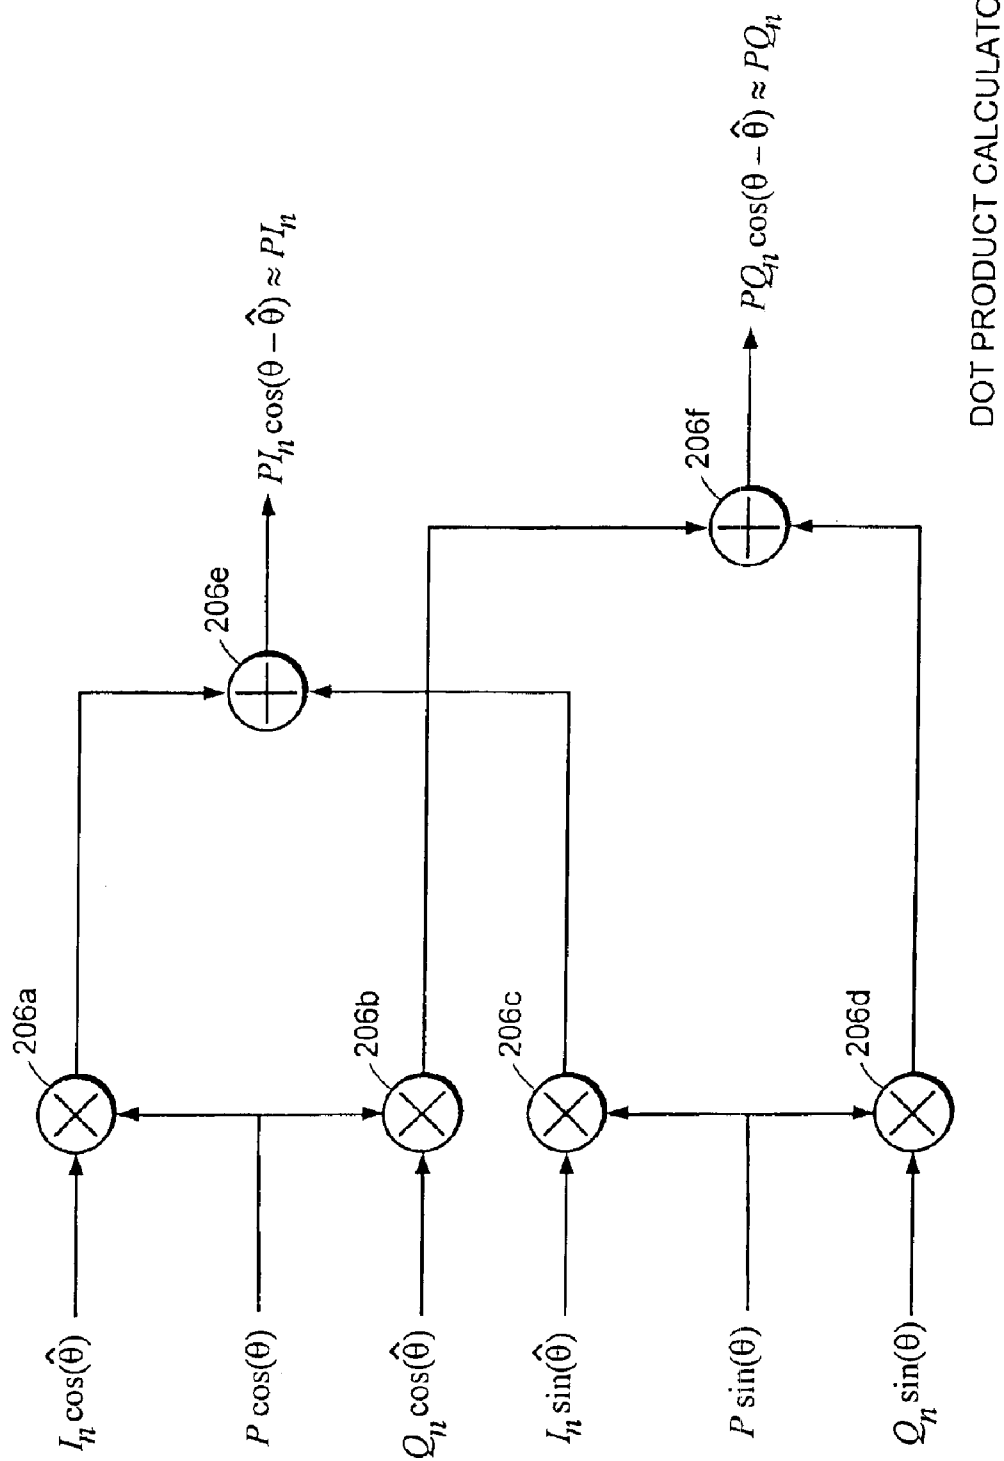 I_n cos(θ̂)
P cos(θ)
Q_n cos(θ̂)
I_n sin(θ̂)
P sin(θ)
Q_n sin(θ)
206a
206b
206c
206d
206e
206f
PI_n cos(θ – θ̂) ≈ PI_n
PQ_n cos(θ – θ̂) ≈ PQ_n
DOT PRODUCT CALCULATO